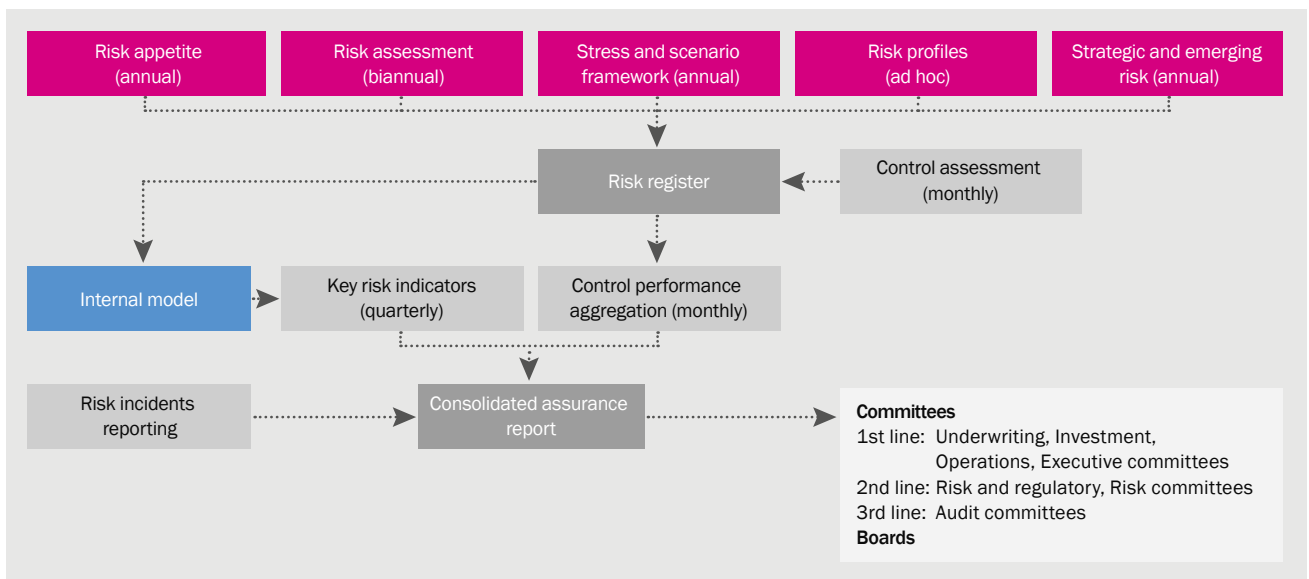 Risk appetite
(annual)
Risk assessment
(biannual)
Stress and scenario
framework (annual)
Risk profiles
(ad hoc)
Strategic and emerging
risk (annual)
Risk register
Control assessment
(monthly)
Internal model
Key risk indicators
(quarterly)
Control performance
aggregation (monthly)
Risk incidents
reporting
Consolidated assurance
report
Committees
1st line: Underwriting, Investment,
Operations, Executive committees
2nd line: Risk and regulatory, Risk committees
3rd line: Audit committees
Boards